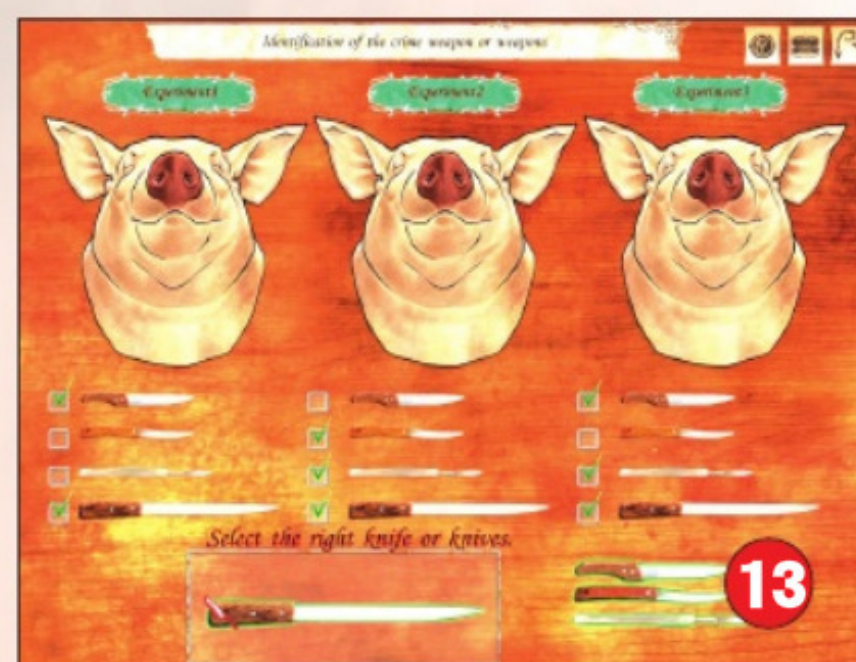 Identification of the crime weapon or weapons
Experiment1
Experiment2
Experiment3
Select the right knife or knives.
13